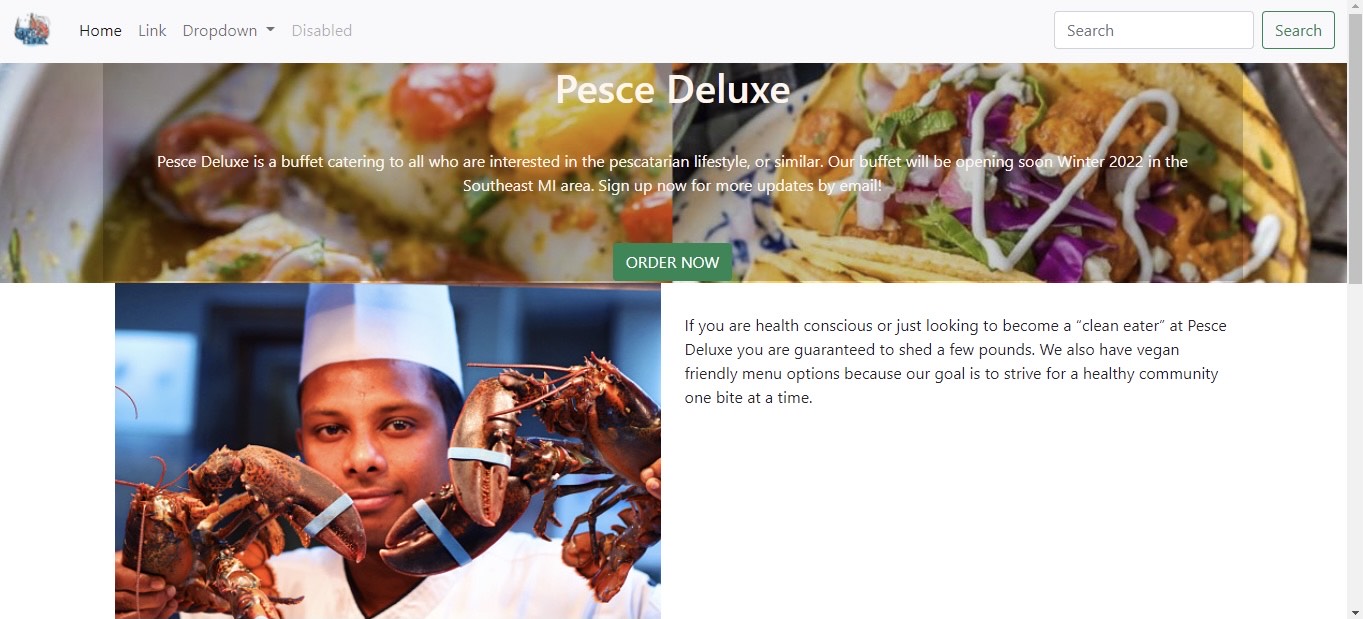 Home Link Dropdown Disabled Search Search
Pesce Deluxe
Pesce Deluxe is a buffet catering to all who are interested in the pescatarian lifestyle, or similar. Our buffet will be opening soon Winter 2022 in the
Southeast MI area. Sign up now for more updates by email!
ORDER NOW
If you are health conscious or just looking to become a “clean eater” at Pesce
Deluxe you are guaranteed to shed a few pounds. We also have vegan
friendly menu options because our goal is to strive for a healthy community
one bite at a time.